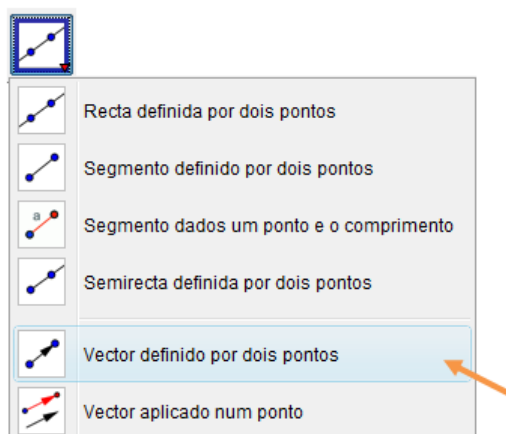 Recta definida por dois pontos
Segmento definido por dois pontos
a
Segmento dados um ponto e o comprimento
Semirecta definida por dois pontos
Vector definido por dois pontos
Vector aplicado num ponto